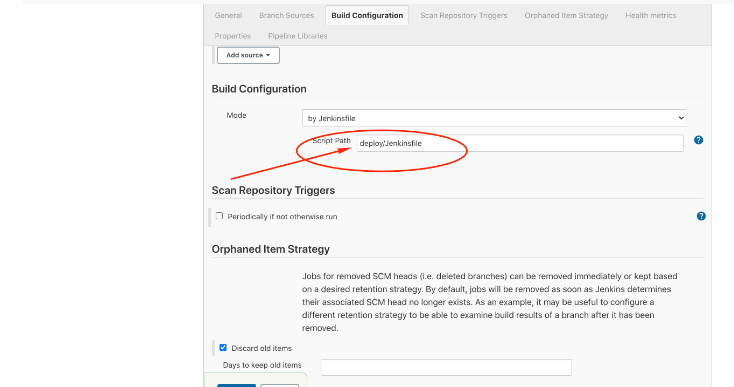 General Branch Sources Build Configuration Scan Repository Triggers Orphaned Item Strategy Health metrics
Properties Pipeline Libraries
Add source
Build Configuration
Mode
by Jenkinsfile
Script Path
deploy/Jenkinsfile
?
Scan Repository Triggers
Periodically if not otherwise run
?
Orphaned Item Strategy
Jobs for removed SCM heads (i.e. deleted branches) can be removed immediately or kept based
on a desired retention strategy. By default, jobs will be removed as soon as Jenkins determines
their associated SCM head no longer exists. As an example, it may be useful to configure a
different retention strategy to be able to examine build results of a branch after it has been
removed.
Discard old items
Days to keep old items